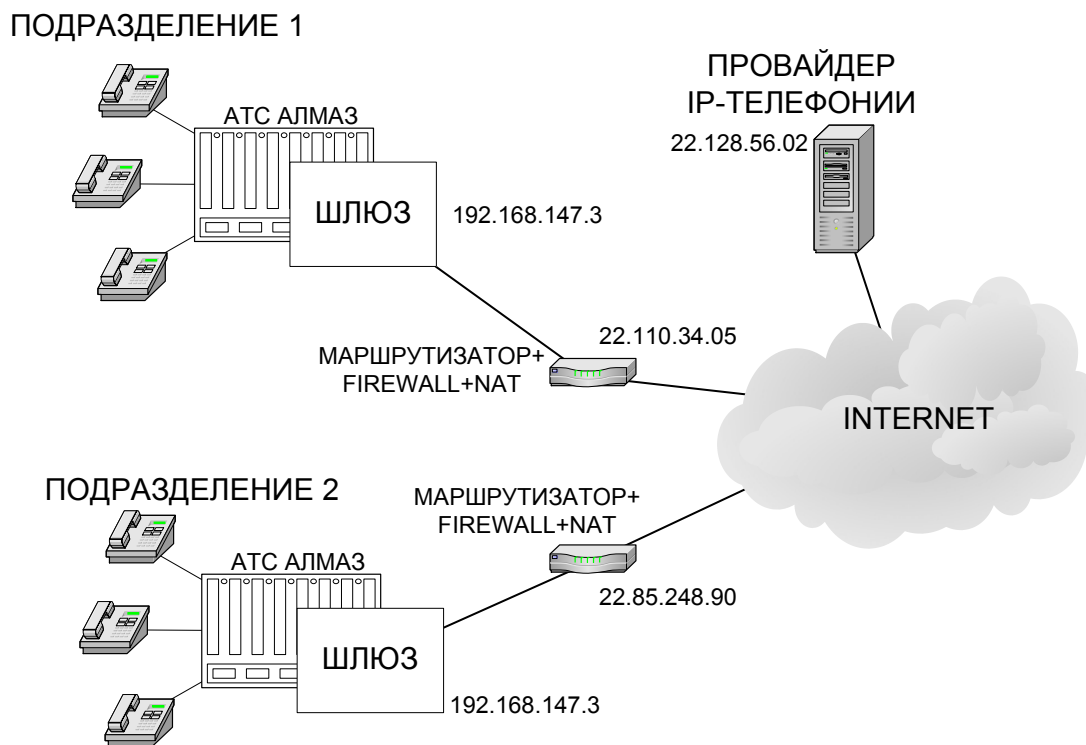 ПОДРАЗДЕЛЕНИЕ 1
АТС АЛМАЗ
ШЛЮЗ
192.168.147.3
ПРОВАЙДЕР
IP-ТЕЛЕФОНИИ
22.128.56.02
22.110.34.05
МАРШРУТИЗАТОР+
FIREWALL+NAT
INTERNET
ПОДРАЗДЕЛЕНИЕ 2
МАРШРУТИЗАТОР+
FIREWALL+NAT
22.85.248.90
АТС АЛМАЗ
ШЛЮЗ
192.168.147.3